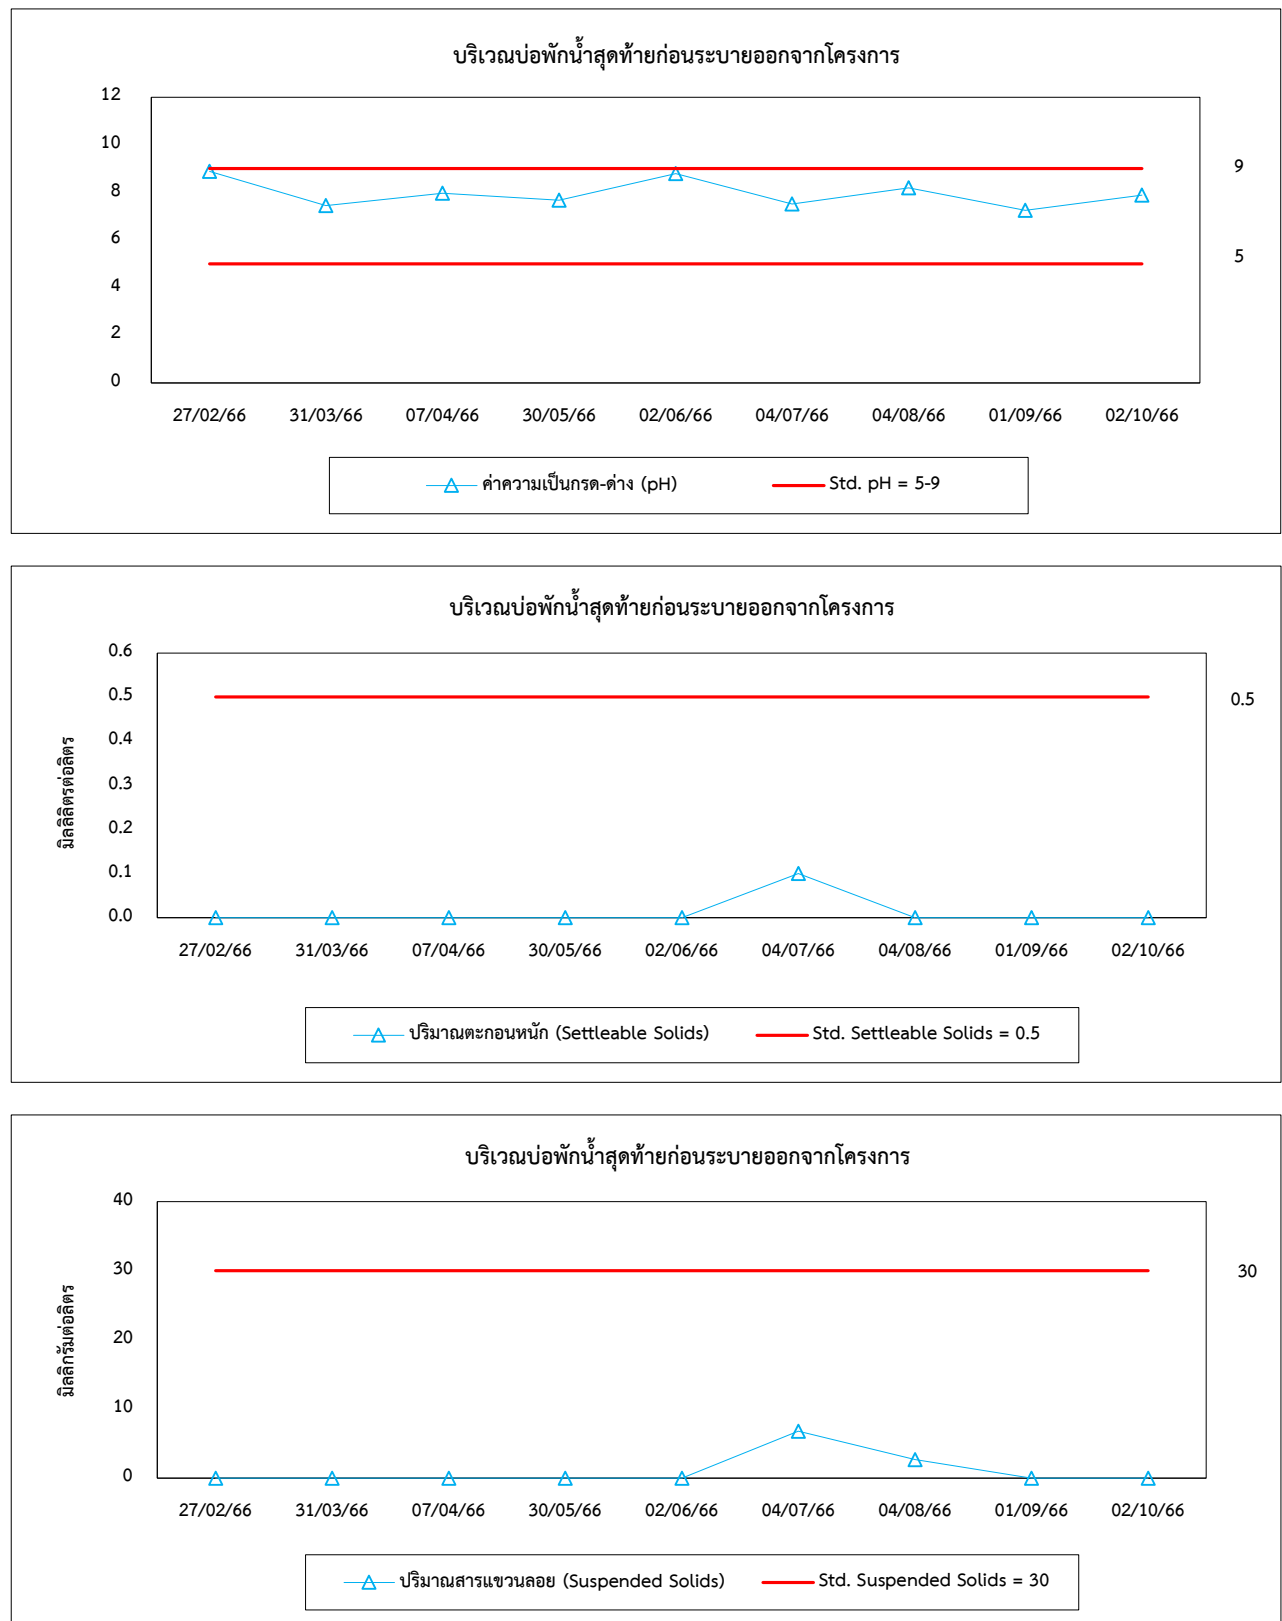 บริเวณบ่อพักน้ำสุดท้ายก่อนระบายออกจากโครงการ
12
10
8
6
4
2
0
9
5
27/02/66 31/03/66 07/04/66 30/05/66 02/06/66 04/07/66 04/08/66 01/09/66 02/10/66
ค่าความเป็นกรด-ด่าง (pH) Std. pH = 5-9
บริเวณบ่อพักน้ำสุดท้ายก่อนระบายออกจากโครงการ
มิลลิลิตรต่อลิตร
0.6
0.5
0.4
0.3
0.2
0.1
0.0
0.5
27/02/66 31/03/66 07/04/66 30/05/66 02/06/66 04/07/66 04/08/66 01/09/66 02/10/66
ปริมาณตะกอนหนัก (Settleable Solids) Std. Settleable Solids = 0.5
บริเวณบ่อพักน้ำสุดท้ายก่อนระบายออกจากโครงการ
มิลลิกรัมต่อลิตร
40
30
20
10
0
30
27/02/66 31/03/66 07/04/66 30/05/66 02/06/66 04/07/66 04/08/66 01/09/66 02/10/66
ปริมาณสารแขวนลอย (Suspended Solids) Std. Suspended Solids = 30